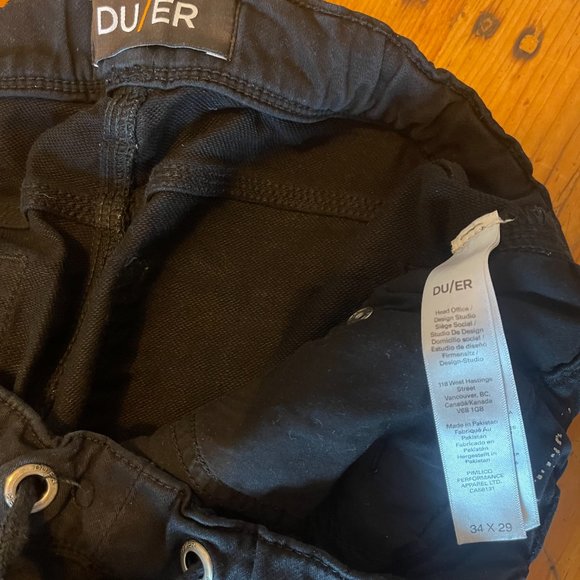 DU/ER
DU/ER
Head Office /
Design Studio
Siège Social /
Studio De Design
Domicilio social /
Estudio de diseño
Firmensitz /
Design-Studio
118 West Hastings
Street
Vancouver, BC,
Canada/Kanada
V6B 1G8
Made in Pakistan
Fabriqué Au
Pakistan
Fabricado en
Pakistán
Hergestellt in
Pakistan
PIMLICO
PERFORMANCE
APPAREL LTD.
CA58131
34 X 29